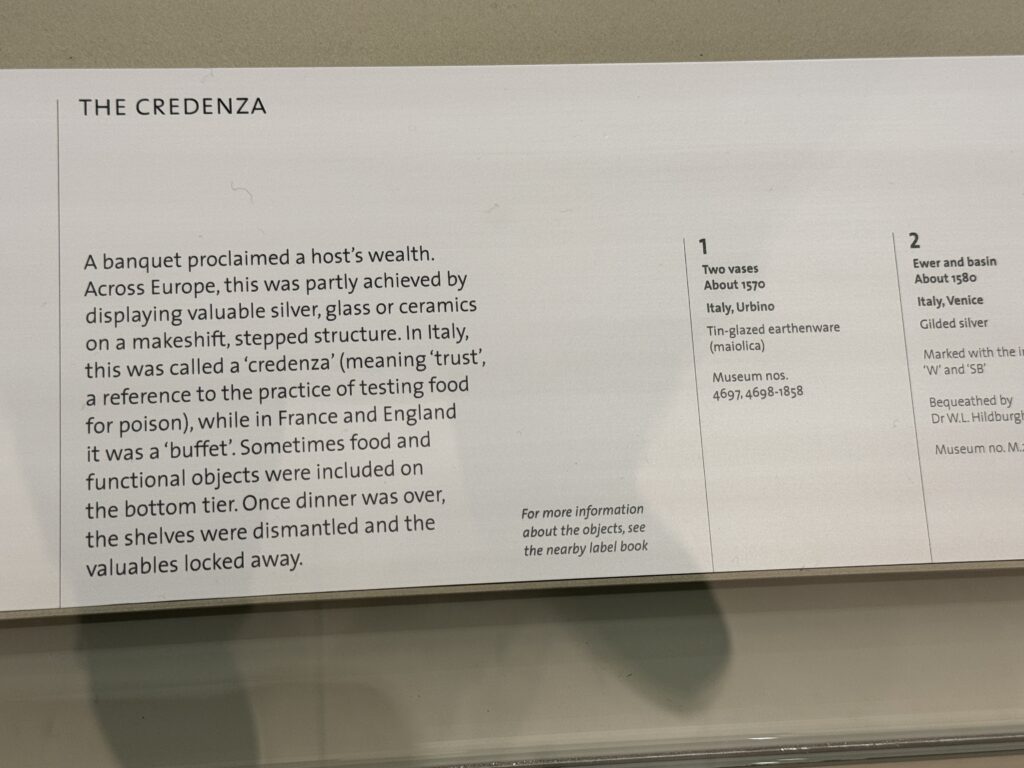 THE CREDENZA
A banquet proclaimed a host's wealth.
Across Europe, this was partly achieved by
displaying valuable silver, glass or ceramics
on a makeshift, stepped structure. In Italy,
this was called a 'credenza' (meaning 'trust',
a reference to the practice of testing food
for poison), while in France and England
it was a 'buffet'. Sometimes food and
functional objects were included on
the bottom tier. Once dinner was over,
the shelves were dismantled and the
valuables locked away.
For more information
about the objects, see
the nearby label book
1
Two vases
About 1570
Italy, Urbino
Tin-glazed earthenware
(maiolica)
Museum nos.
4697, 4698-1858
2
Ewer and basin
About 1580
Italy, Venice
Gilded silver
Marked with the
'W' and 'SB'
Bequeathed by
Dr W.L. Hildburgh
Museum no. M.